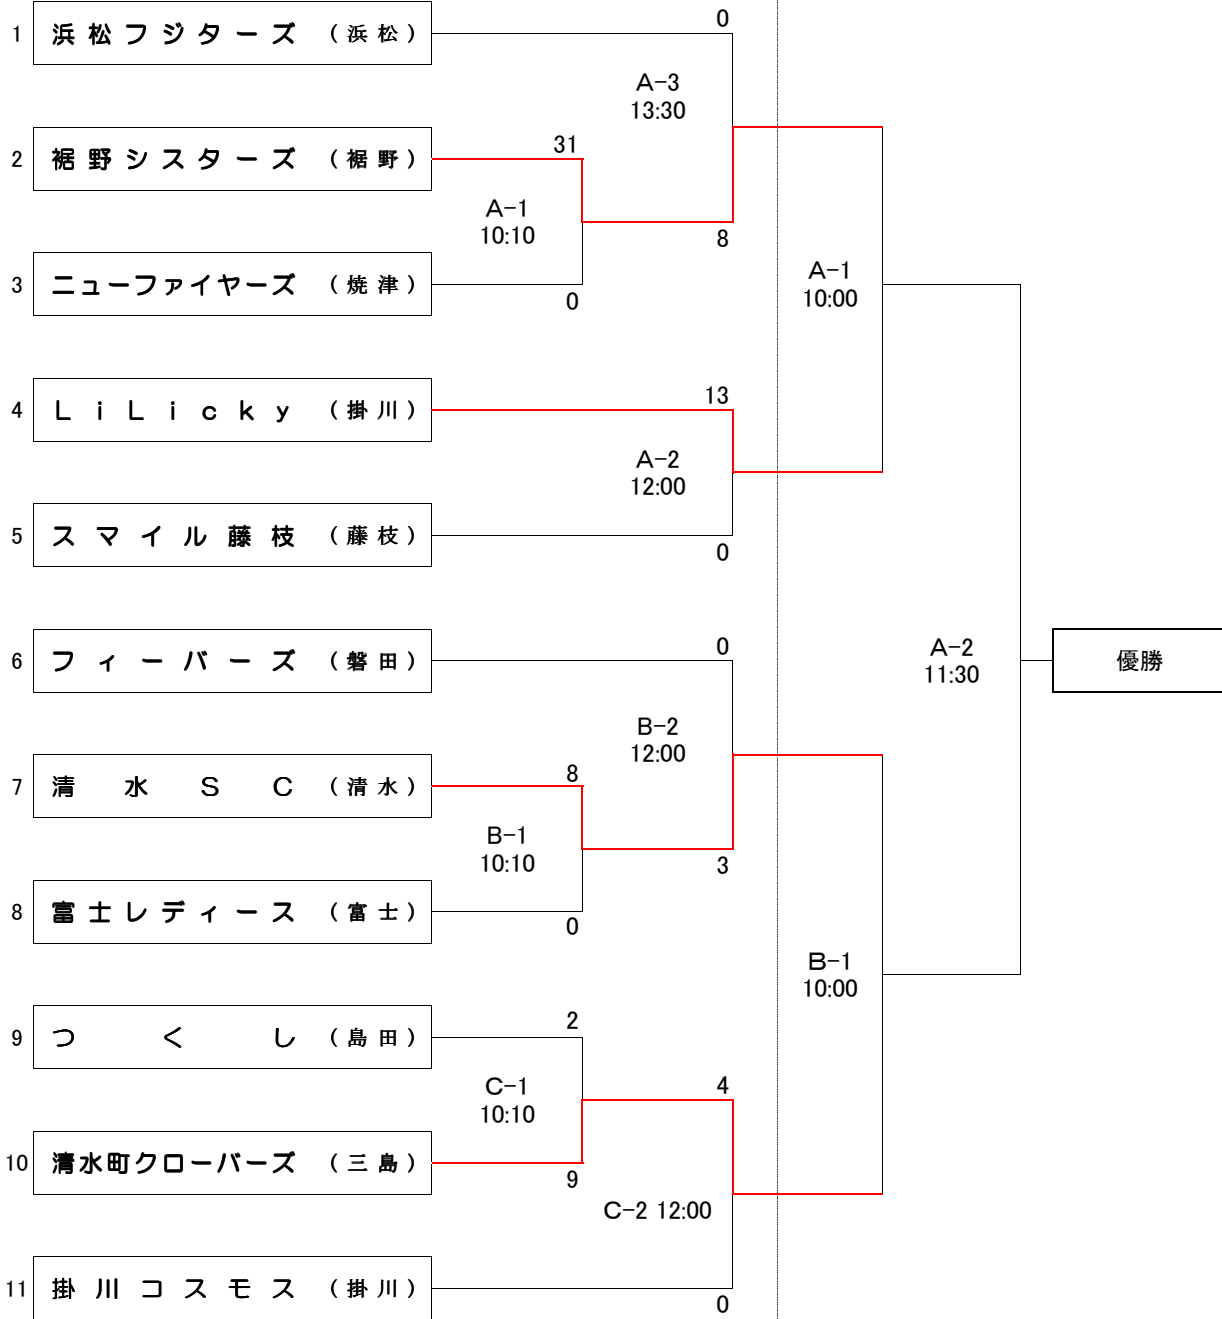 0
1 浜松フジターズ (浜松)
A-3
13:30
31
2 裾野シスターズ (裾野)
A-1
10:10
8
A-1
10:00
3 ニューファイヤーズ (焼津)
0
13
4 LiLicky (掛川)
A-2
12:00
5 スマイル藤枝 (藤枝)
0
0
6 フィーバーズ (磐田)
A-2
11:30
優勝
B-2
12:00
8
7 清水SC (清水)
B-1
10:10
3
8 富士レディース (富士)
0
B-1
10:00
2
9 つくし (島田)
C-1
10:10
4
10 清水町クローバーズ (三島)
9
C-2 12:00
11 掛川コスモス (掛川)
0